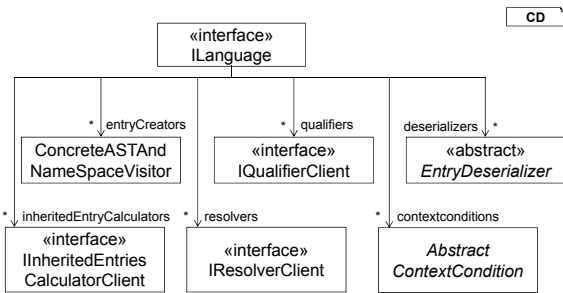 CD
«interface»
ILanguage
* entryCreators
* qualifiers
deserializers *
ConcreteASTAnd
NameSpaceVisitor
«interface»
IQualifierClient
«abstract»
EntryDeserializer
* inheritedEntryCalculators
* resolvers
* contextconditions
«interface»
IInheritedEntries
CalculatorClient
«interface»
IResolverClient
Abstract
ContextCondition